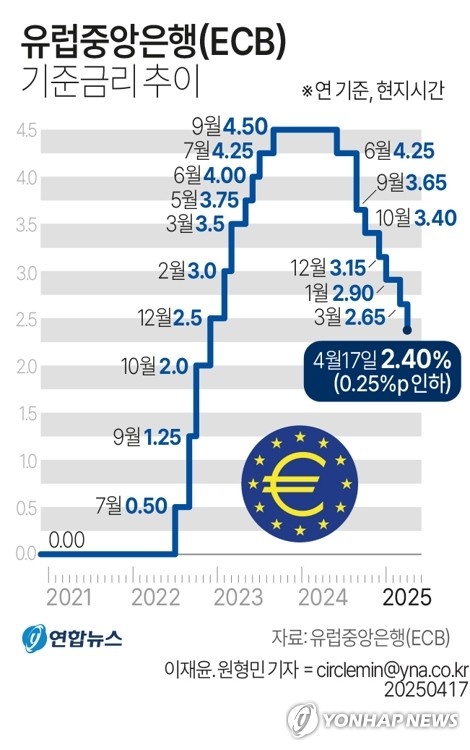 유럽중앙은행(ECB)
기준금리 추이
※연 기준, 현지시간
4.5
4.0
3.5
3.0
2.5
2.0
1.5
1.0
0.5
0.0
0.00
7월 0.50
9월 1.25
10월 2.0
12월 2.5
2월 3.0
3월 3.5
5월 3.75
6월 4.00
7월 4.25
9월 4.50
6월 4.25
9월 3.65
10월 3.40
12월 3.15
1월 2.90
3월 2.65
4월17일 2.40%
(0.25%p 인하)
€
2021 2022 2023 2024 2025
연합뉴스
자료: 유럽중앙은행(ECB)
이재윤. 원형민 기자 = circlemin@yna.co.kr
20250417
YONHAP NEWS